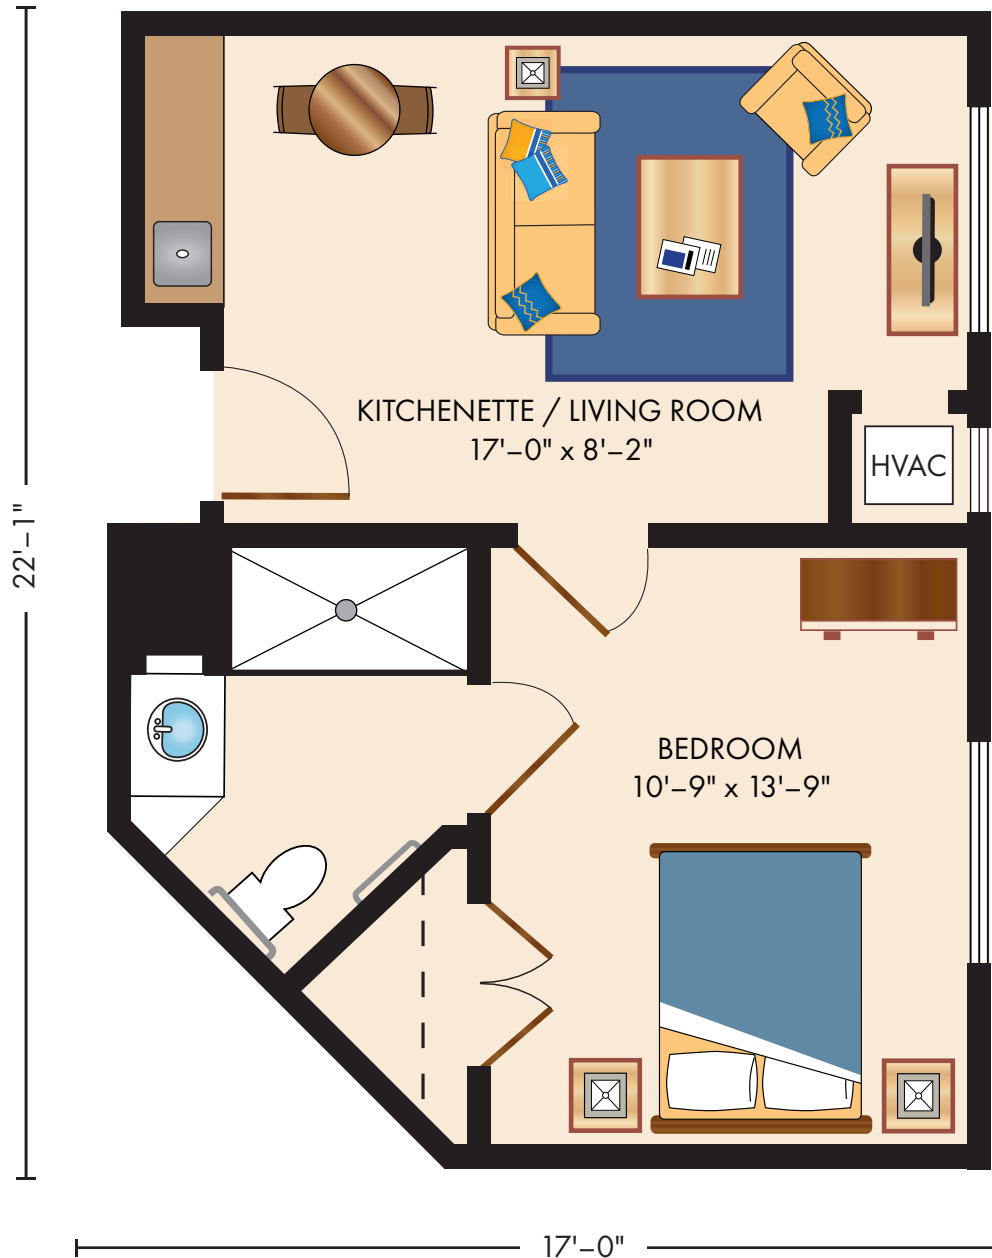 KITCHENETTE / LIVING ROOM
17'–0" x 8'–2"
HVAC
22'–1"
BEDROOM
10'–9" x 13'–9"
17'–0"